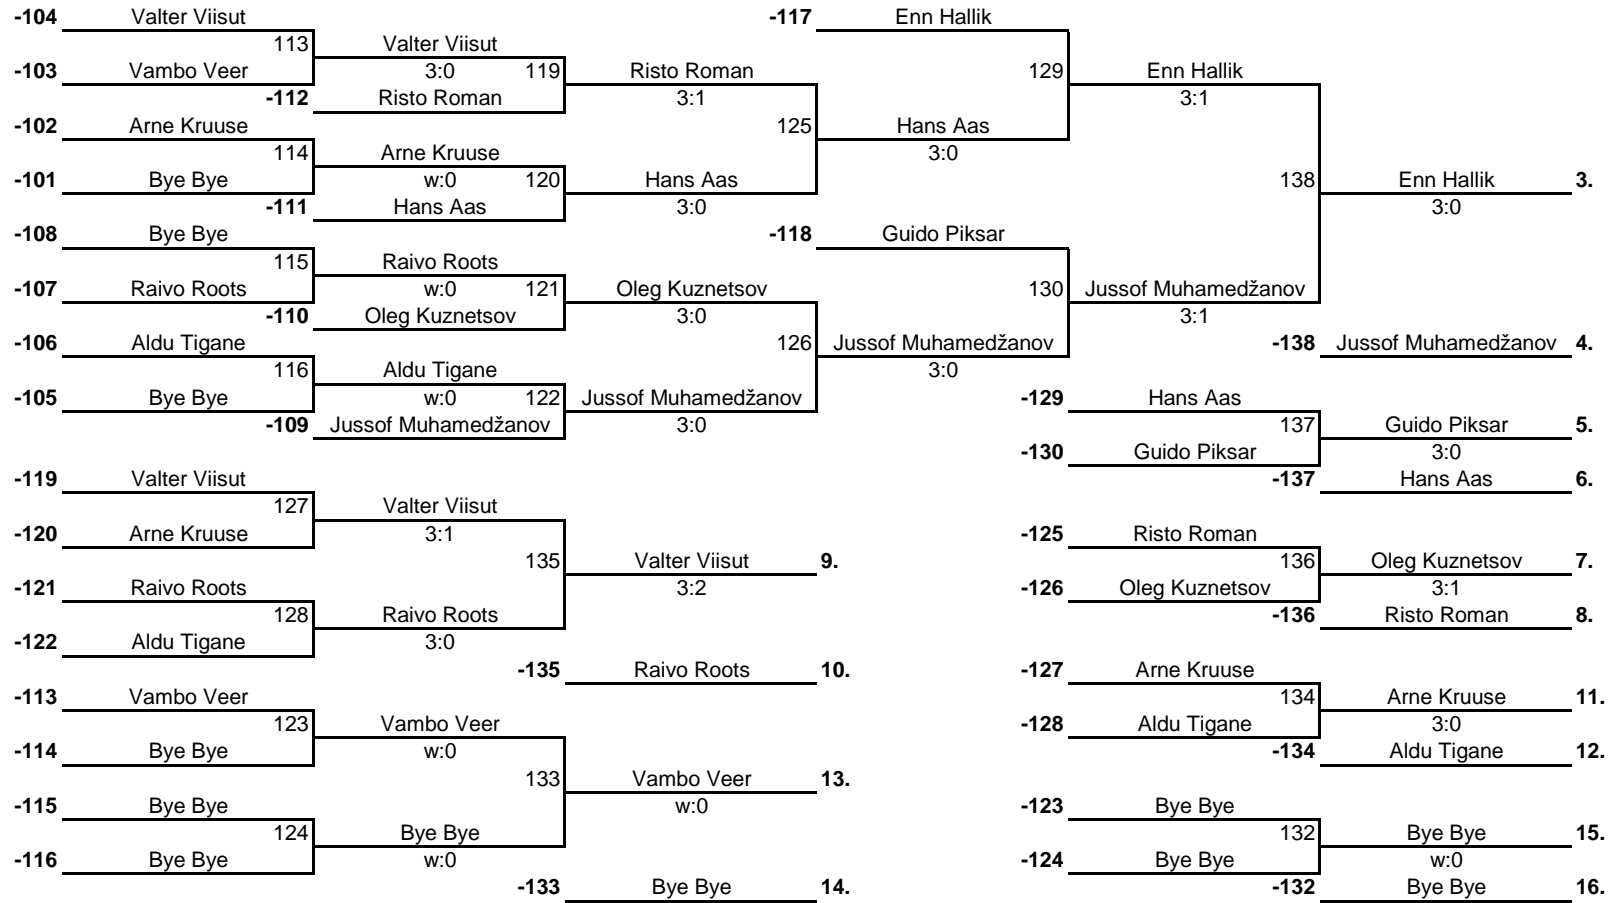 -104 Valter Viisut -117 Enn Hallik
113 Valter Viisut
-103 Vambo Veer 3:0 119 Risto Roman 129 Enn Hallik
-112 Risto Roman 3:1 3:1
-102 Arne Kruuse 125 Hans Aas
114 Arne Kruuse 3:0
-101 Bye Bye w:0 120 Hans Aas 138 Enn Hallik 3.
-111 Hans Aas 3:0 3:0
-108 Bye Bye -118 Guido Piksar
115 Raivo Roots
-107 Raivo Roots w:0 121 Oleg Kuznetsov 130 Jussof Muhamedžanov
-110 Oleg Kuznetsov 3:0 3:1
-106 Aldu Tigane 126 Jussof Muhamedžanov -138 Jussof Muhamedžanov 4.
116 Aldu Tigane 3:0
-105 Bye Bye w:0 122 Jussof Muhamedžanov -129 Hans Aas
-109 Jussof Muhamedžanov 3:0 137 Guido Piksar 5.
-130 Guido Piksar 3:0
-119 Valter Viisut -137 Hans Aas 6.
127 Valter Viisut
-120 Arne Kruuse 3:1 -125 Risto Roman
135 Valter Viisut 9. 136 Oleg Kuznetsov 7.
-121 Raivo Roots 3:2 -126 Oleg Kuznetsov 3:1
128 Raivo Roots -136 Risto Roman 8.
-122 Aldu Tigane 3:0
-135 Raivo Roots 10. -127 Arne Kruuse
-113 Vambo Veer 134 Arne Kruuse 11.
123 Vambo Veer -128 Aldu Tigane 3:0
-114 Bye Bye w:0 -134 Aldu Tigane 12.
133 Vambo Veer 13.
-115 Bye Bye w:0 -123 Bye Bye
124 Bye Bye 132 Bye Bye 15.
-116 Bye Bye w:0 -124 Bye Bye w:0
-133 Bye Bye 14. -132 Bye Bye 16.